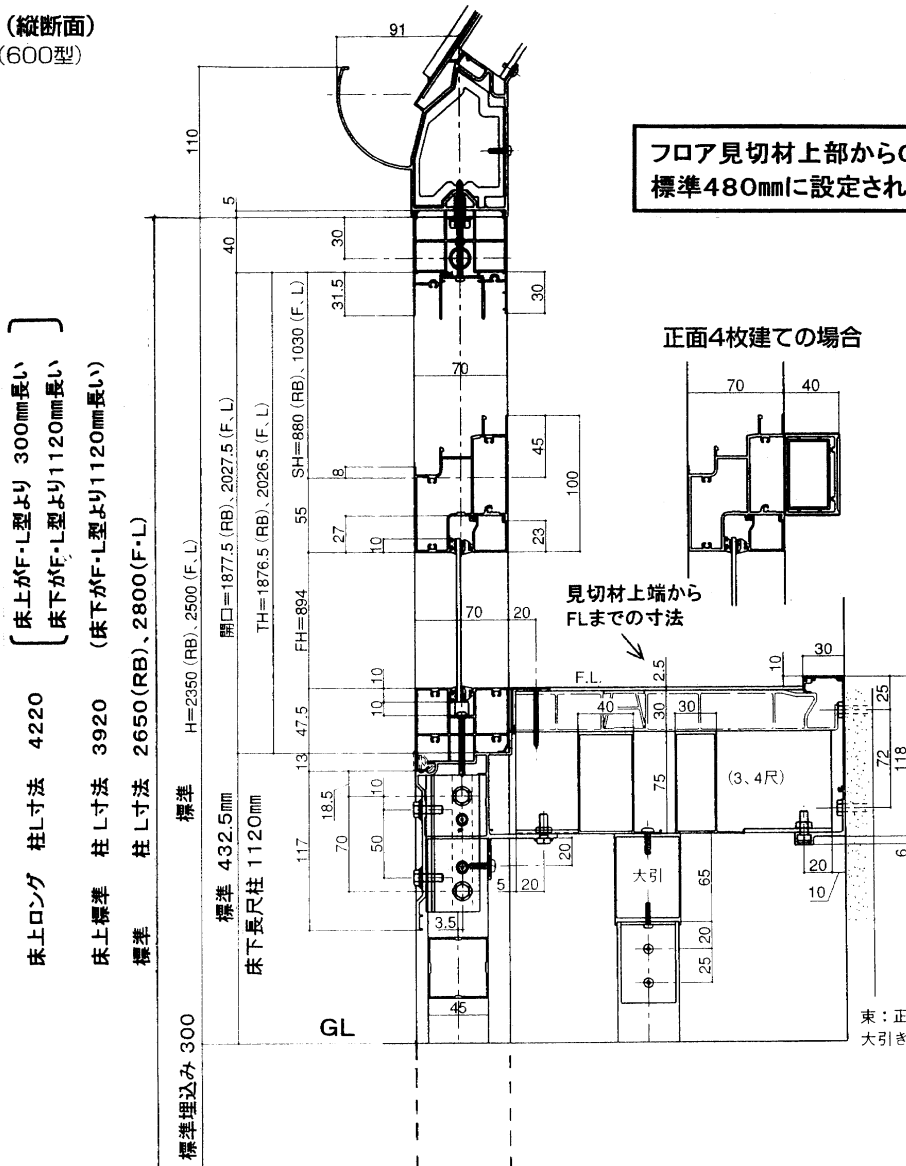 (縦断面)
(600型)
91
110
5
40
30
31.5
30
フロア見切材上部から
標準480mmに設定され
正面4枚建ての場合
70
40
70
SH=880 (RB)、1030 (F、L)
開口=1877.5 (RB)、2027.5 (F、L)
TH=1876.5 (RB)、2026.5 (F、L)
H=2350 (RB)、2500 (F、L)
標準
8
55
27
10
45
100
23
FH=894
70
20
見切材上端から
FLまでの寸法
F.L.
2.5
10
30
10
10
47.5
13
40
30
30
75
(3、4尺)
25
72
118
床上ロング 柱L寸法 4220
床上がF・L型より 300mm長い
床下がF・L型より1120mm長い
床上標準 柱L寸法 3920 (床下がF・L型より1120mm長い)
標準 柱L寸法 2650(RB)、2800(F・L)
標準 432.5mm
床下長尺柱 1120mm
18.5
117
70
10
50
5
20
20
3.5
45
大引
65
20
25
20
10
6
GL
標準埋込み 300
束：正
大引き